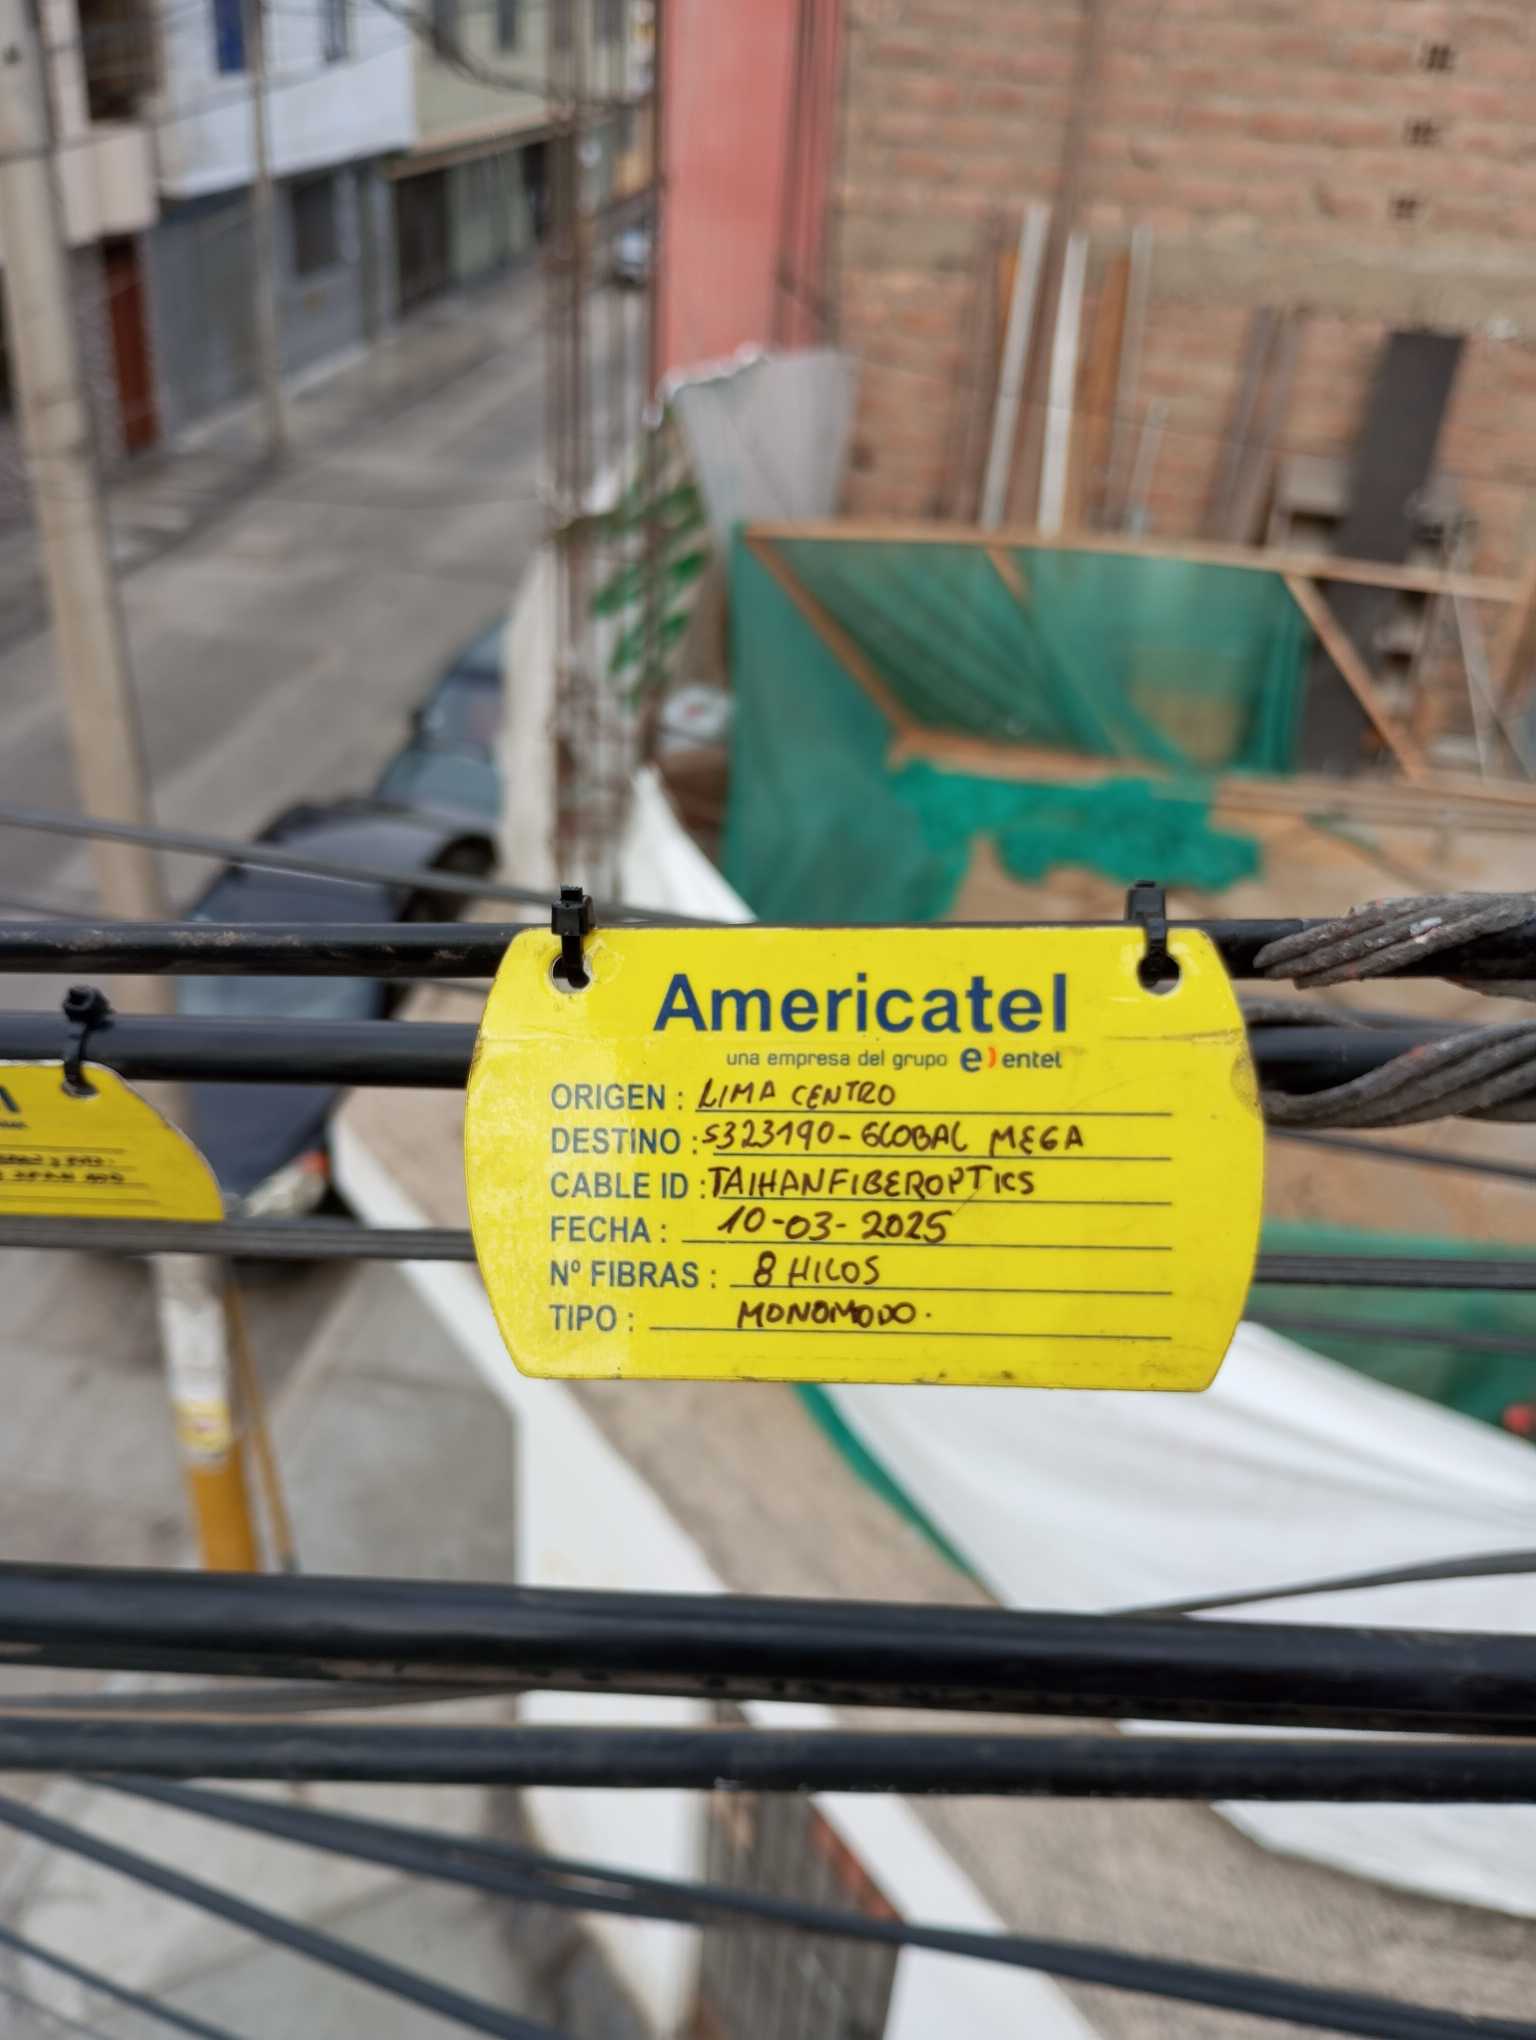 Americatel
una empresa del grupo e) entel
ORIGEN : LIMA CENTRO
DESTINO : S323190-GLOBAL MEGA
CABLE ID : TAIHANFIBEROPTICS
FECHA : 10-03-2025
Nº FIBRAS : 8 HILOS
TIPO : MONOMODO.